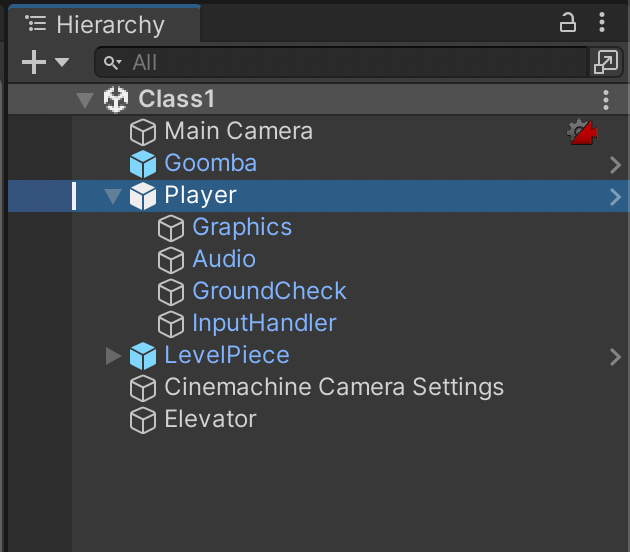 Hierarchy
All
Class1
Main Camera
Goomba
Player
Graphics
Audio
GroundCheck
InputHandler
LevelPiece
Cinemachine Camera Settings
Elevator